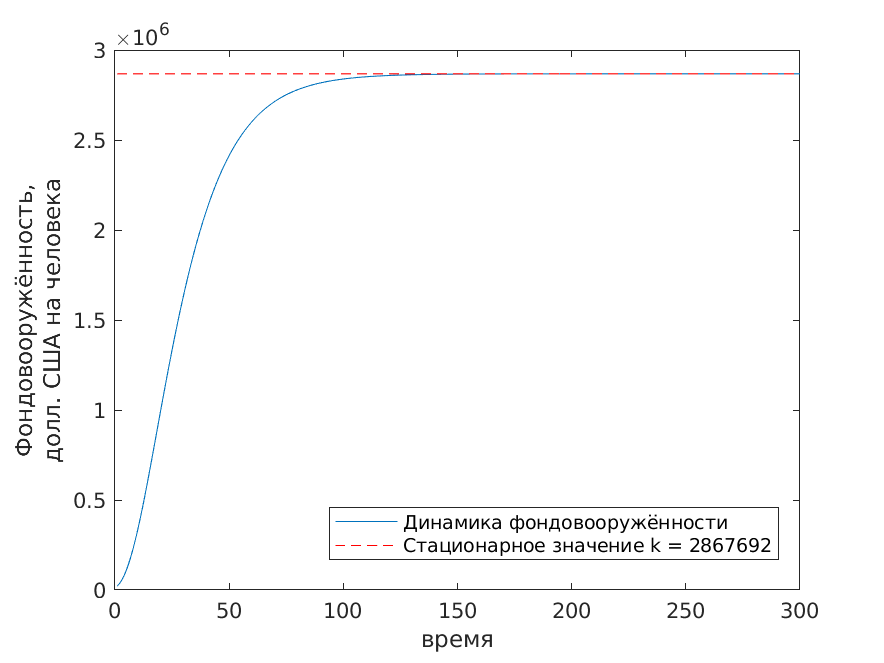 ×10⁶
3
2.5
2
1.5
1
0.5
0
Фондовооружённость,
долл. США на человека
Динамика фондовооружённости
Стационарное значение k = 2867692
0 50 100 150 200 250 300
время